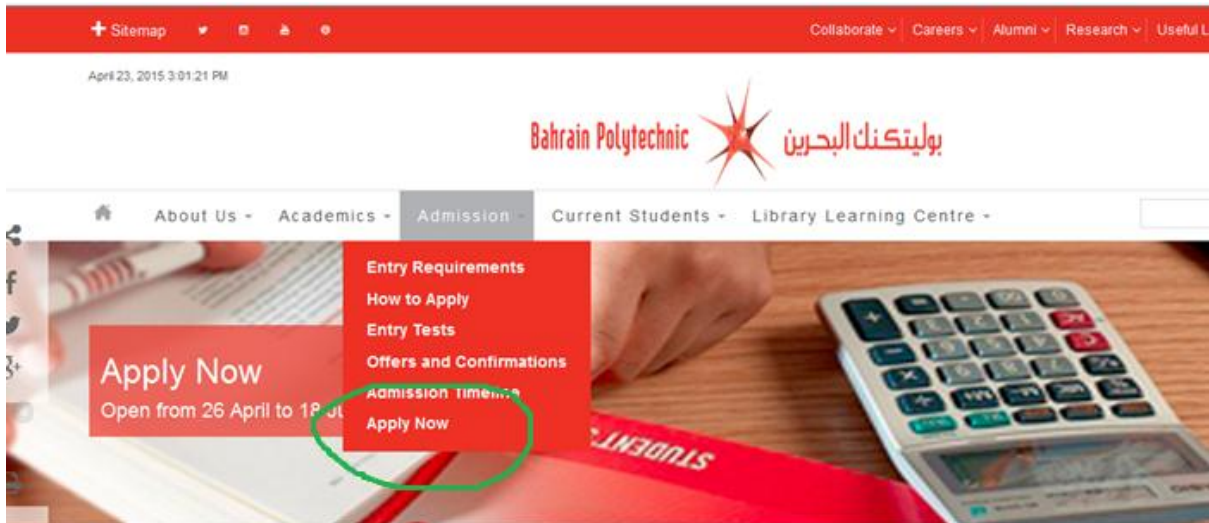 Sitemap
Collaborate Careers Alumni Research Useful L
April 23, 2015 3:01:21 PM
Bahrain Polytechnic بوليتكنك البحرين
About Us Academics Admission Current Students Library Learning Centre
Entry Requirements
How to Apply
Entry Tests
Offers and Confirmations
Admission Timeline
Apply Now
Apply Now
Open from 26 April to 18
STUDENT'S